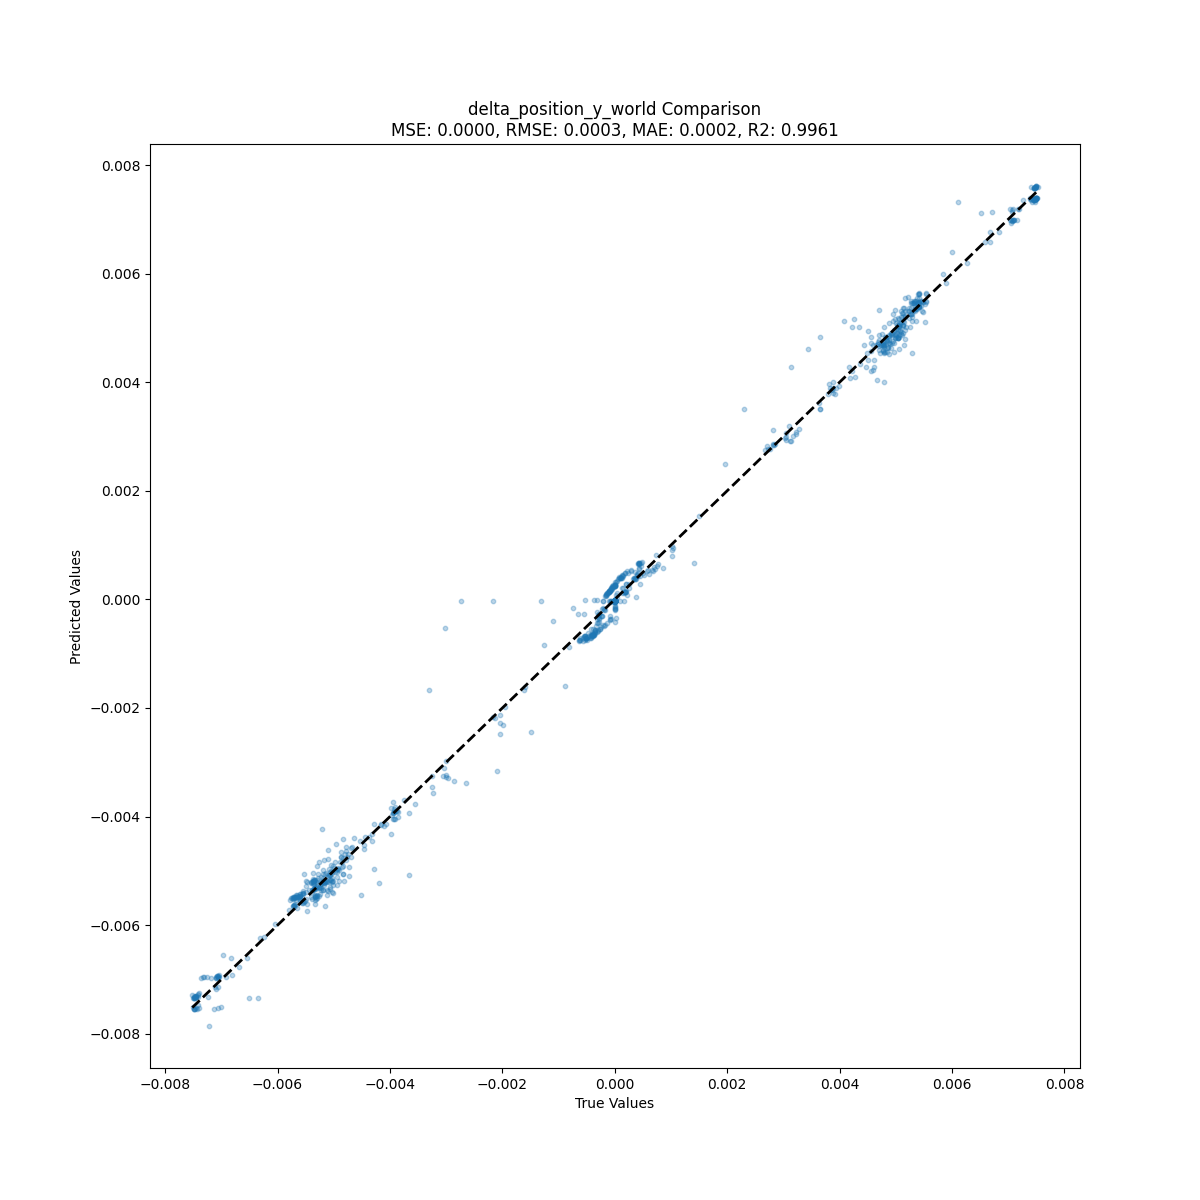 delta_position_y_world Comparison
MSE: 0.0000, RMSE: 0.0003, MAE: 0.0002, R2: 0.9961
0.008
0.006
0.004
0.002
0.000
−0.002
−0.004
−0.006
−0.008
Predicted Values
−0.008 −0.006 −0.004 −0.002 0.000 0.002 0.004 0.006 0.008
True Values